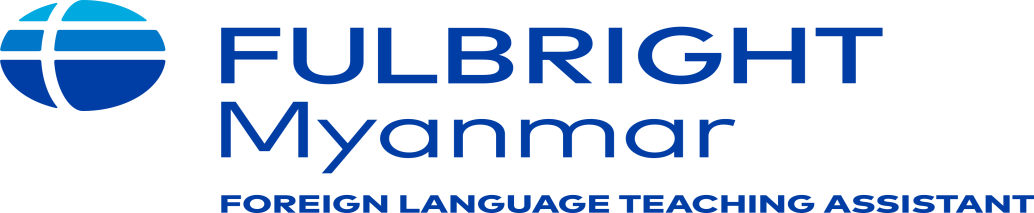 FULBRIGHT
Myanmar
FOREIGN LANGUAGE TEACHING ASSISTANT